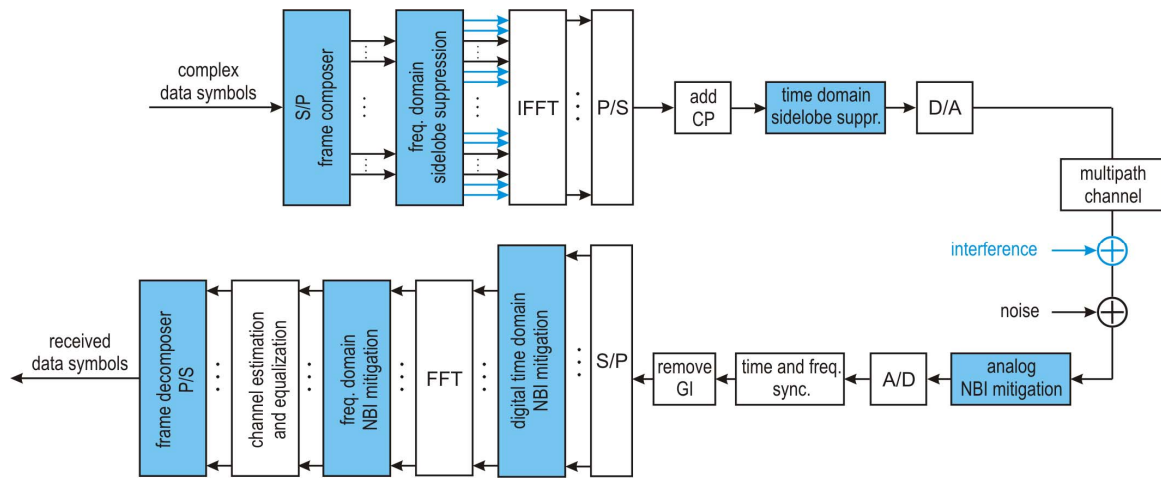 complex
data symbols
S/P
frame composer
freq. domain
sidelobe suppression
IFFT
P/S
add
CP
time domain
sidelobe suppr.
D/A
multipath
channel
interference
noise
analog
NBI mitigation
A/D
time and freq.
sync.
remove
GI
S/P
digital time domain
NBI mitigation
FFT
freq. domain
NBI mitigation
channel estimation
and equalization
frame decomposer
P/S
received
data symbols